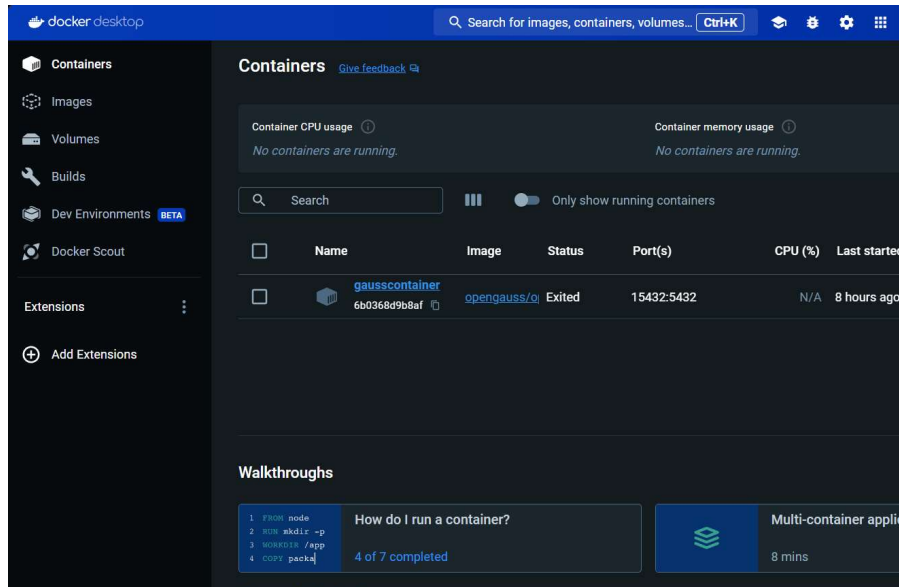 docker desktop
Search for images, containers, volumes... Ctrl+K
Containers
Images
Volumes
Builds
Dev Environments BETA
Docker Scout
Extensions
Add Extensions
Containers Give feedback
Container CPU usage
No containers are running.
Container memory usage
No containers are running.
Search
Only show running containers
Name Image Status Port(s) CPU (%) Last started
gausscontainer
6b0368d9b8af
opengauss/o Exited 15432:5432 N/A 8 hours ago
Walkthroughs
1 FROM node
2 RUN mkdir -p
3 WORKDIR /app
4 COPY packa
How do I run a container?
4 of 7 completed
Multi-container appli
8 mins